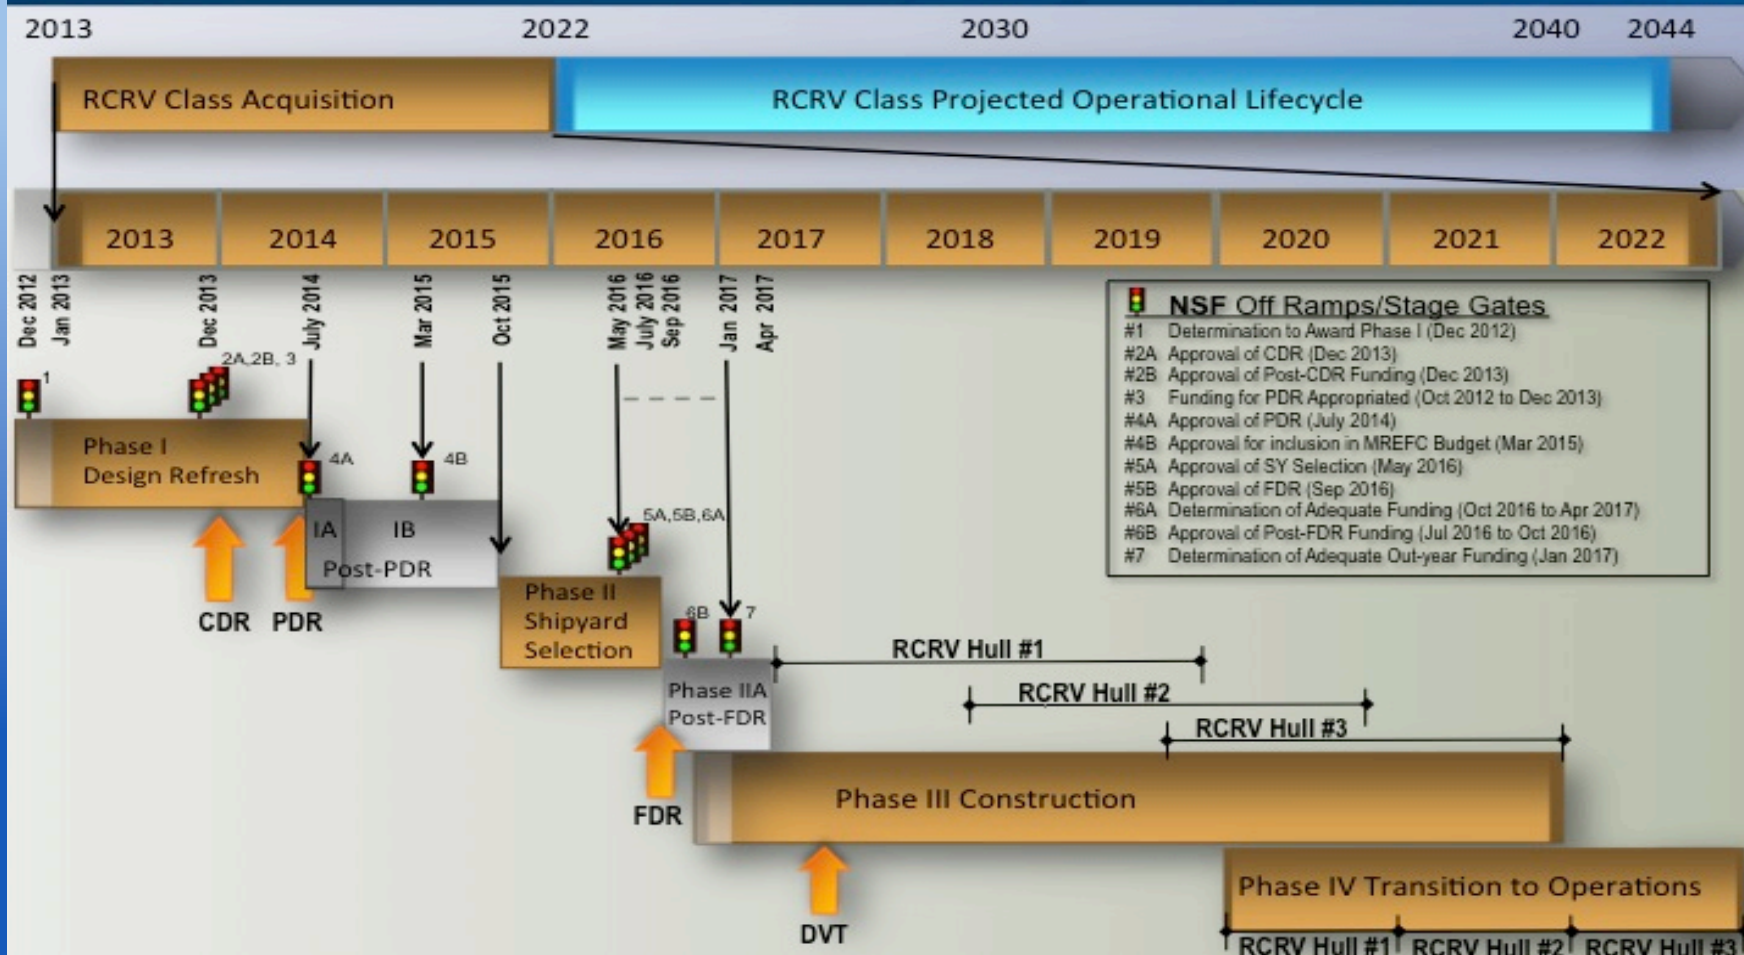 2013 2022 2030 2040 2044
RCRV Class Acquisition
RCRV Class Projected Operational Lifecycle
2013 2014 2015 2016 2017 2018 2019 2020 2021 2022
Dec 2012
Jan 2013
Dec 2013
July 2014
Mar 2015
Oct 2015
May 2016
July 2016
Sep 2016
Jan 2017
Apr 2017
NSF Off Ramps/Stage Gates
#1 Determination to Award Phase I (Dec 2012)
#2A Approval of CDR (Dec 2013)
#2B Approval of Post-CDR Funding (Dec 2013)
#3 Funding for PDR Appropriated (Oct 2012 to Dec 2013)
#4A Approval of PDR (July 2014)
#4B Approval for inclusion in MREFC Budget (Mar 2015)
#5A Approval of SY Selection (May 2016)
#5B Approval of FDR (Sep 2016)
#6A Determination of Adequate Funding (Oct 2016 to Apr 2017)
#6B Approval of Post-FDR Funding (Jul 2016 to Oct 2016)
#7 Determination of Adequate Out-year Funding (Jan 2017)
1
2A,2B, 3
Phase I
Design Refresh
4A
4B
IA IB
Post-PDR
CDR PDR
5A,5B,6A
Phase II
Shipyard
Selection
6B
7
Phase IIA
Post-FDR
FDR
RCRV Hull #1
RCRV Hull #2
RCRV Hull #3
Phase III Construction
DVT
Phase IV Transition to Operations
RCRV Hull #1 RCRV Hull #2 RCRV Hull #3